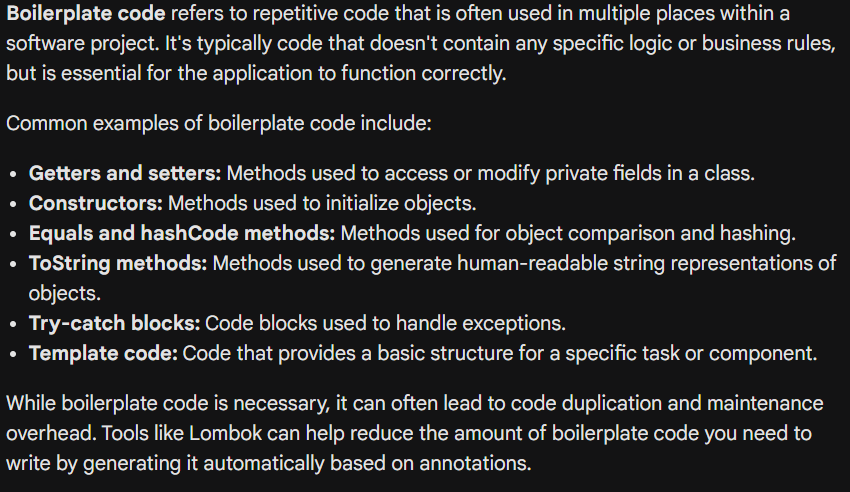 Boilerplate code refers to repetitive code that is often used in multiple places within a
software project. It's typically code that doesn't contain any specific logic or business rules,
but is essential for the application to function correctly.
Common examples of boilerplate code include:
• Getters and setters: Methods used to access or modify private fields in a class.
• Constructors: Methods used to initialize objects.
• Equals and hashCode methods: Methods used for object comparison and hashing.
• ToString methods: Methods used to generate human-readable string representations of
objects.
• Try-catch blocks: Code blocks used to handle exceptions.
• Template code: Code that provides a basic structure for a specific task or component.
While boilerplate code is necessary, it can often lead to code duplication and maintenance
overhead. Tools like Lombok can help reduce the amount of boilerplate code you need to
write by generating it automatically based on annotations.